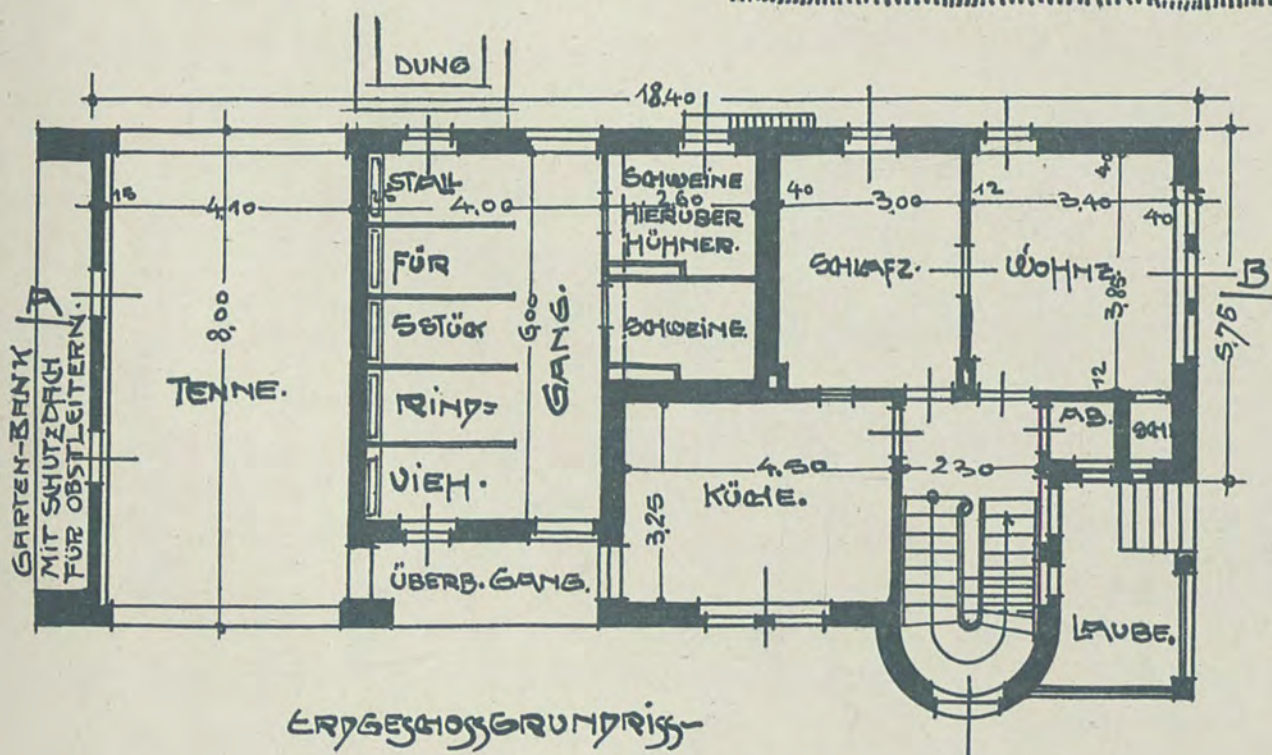 DUNG
18.40
STALL
FÜR
5 STÜCK
RIND=
VIEH.
15
4.10
4.00
SCHWEINE
2.60
HIERÜBER
HÜHNER.
SCHWEINE.
40
3.00
12
3.40
40
40
SCHLAFZ.
WOHNZ.
3.85
12
5,75
A
B
GARTEN-BANK
MIT SCHUTZDACH
FÜR OBSTLEITERN.
8,00
TENNE.
6,00
GANG.
AB.
SCH
4.50
2.30
KÜCHE.
3,25
ÜBERB. GANG.
LAUBE.
ERDGESCHOSSGRUNDRISS-